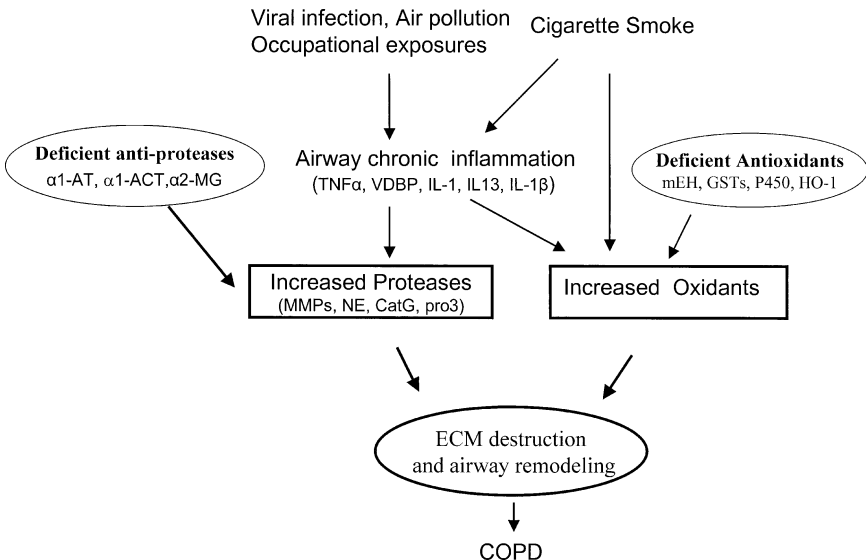 Viral infection, Air pollution
Occupational exposures
Cigarette Smoke
Deficient anti-proteases
α1-AT, α1-ACT,α2-MG
Airway chronic inflammation
(TNFα, VDBP, IL-1, IL13, IL-1β)
Deficient Antioxidants
mEH, GSTs, P450, HO-1
Increased Proteases
(MMPs, NE, CatG, pro3)
Increased Oxidants
ECM destruction
and airway remodeling
COPD